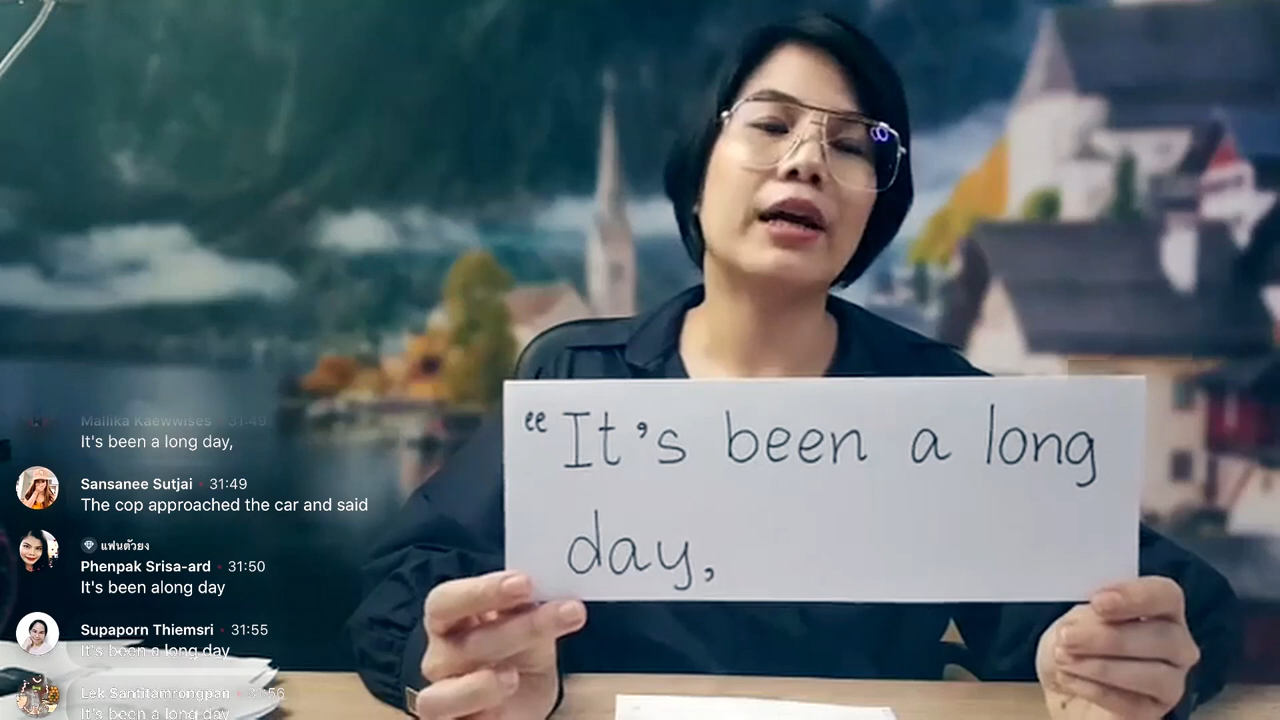 “It's been a long
day,
Mallika Kaewwises • 31:49
It's been a long day,
Sansanee Sutjai • 31:49
The cop approached the car and said
แฟนตัวยง
Phenpak Srisa-ard • 31:50
It's been along day
Supaporn Thiemsri • 31:55
It's been a long day
Lek Santitamrongpan • 31:56
It's been a long day